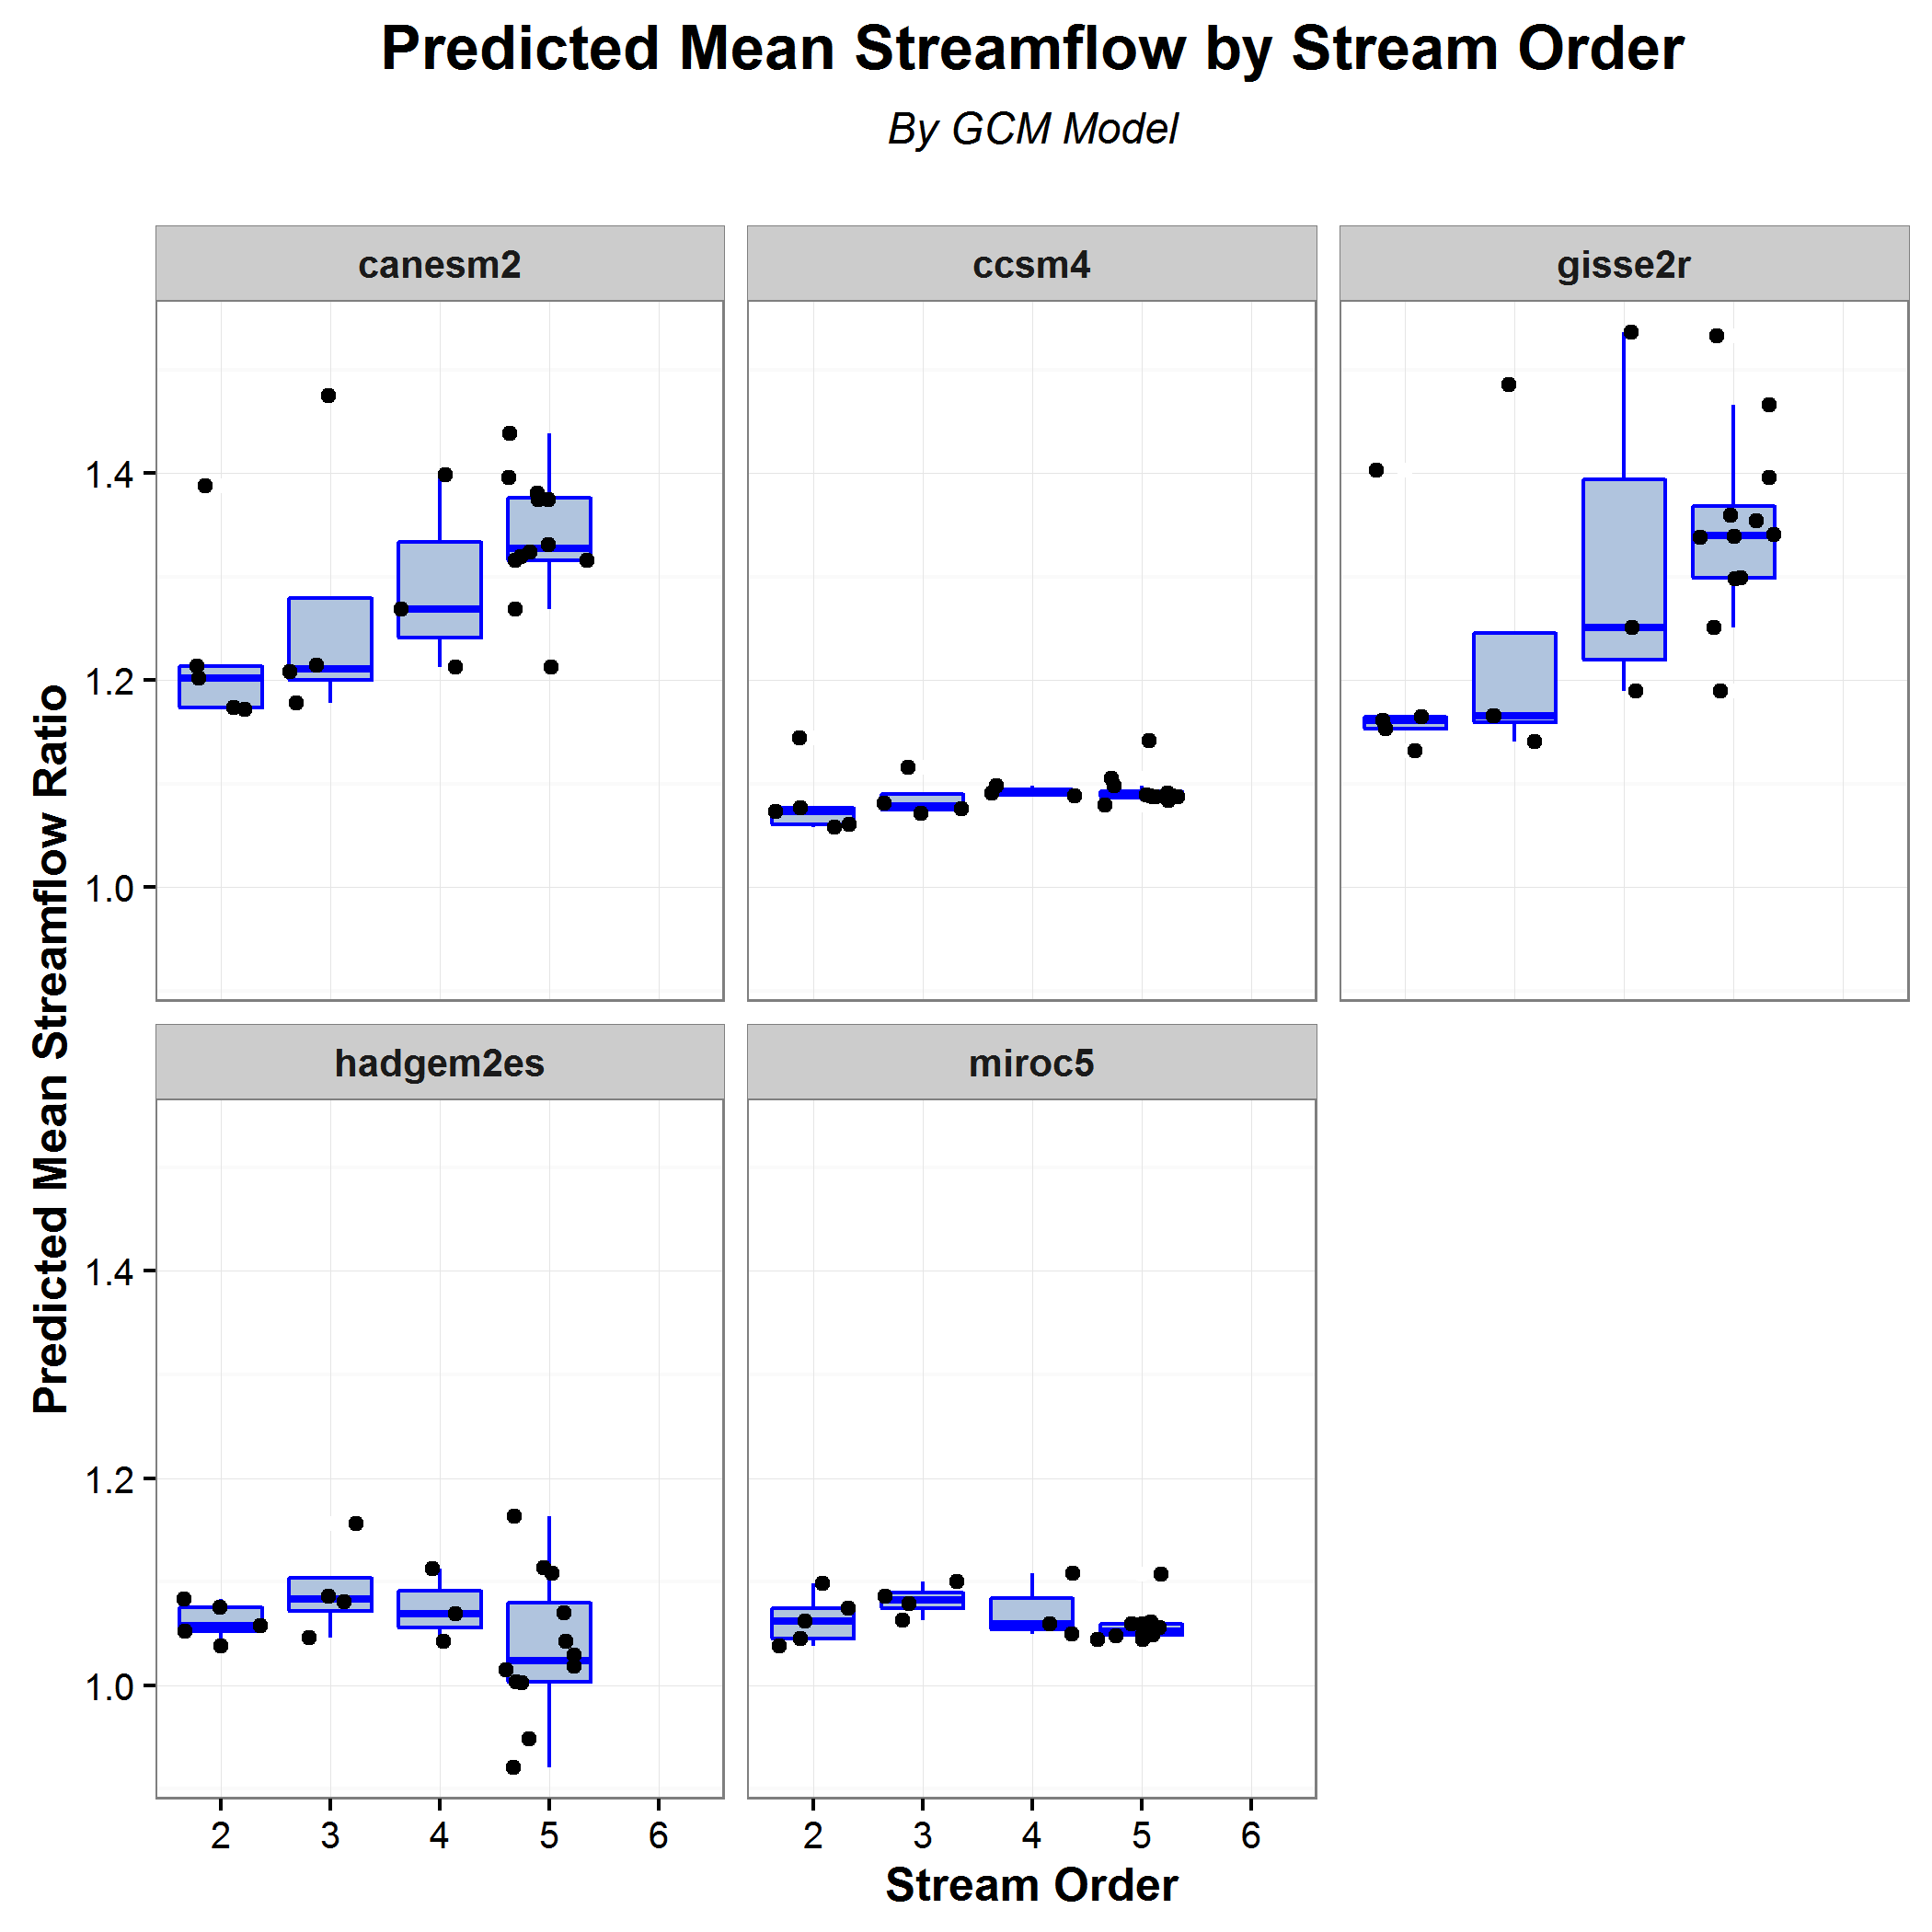 Predicted Mean Streamflow by Stream Order
By GCM Model
canesm2
ccsm4
gisse2r
1.4
1.2
1.0
Predicted Mean Streamflow Ratio
hadgem2es
miroc5
1.4
1.2
1.0
2 3 4 5 6
2 3 4 5 6
Stream Order